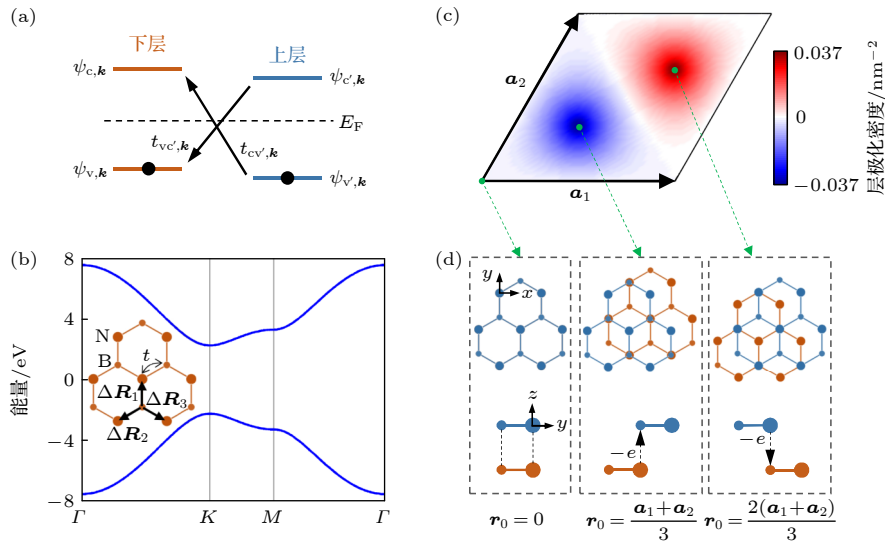 (a)
下层
上层
ψc,k
ψc′,k
EF
tvc′,k
tcv′,k
ψv,k
ψv′,k
(b)
8
4
0
−4
−8
能量/eV
N
B
t
ΔR1
ΔR2
ΔR3
Γ
K
M
Γ
(c)
a2
a1
0.037
0
−0.037
层极化密度/nm−2
(d)
y
x
z
y
−e
−e
r0 = 0
r0 = (a1+a2)/3
r0 = 2(a1+a2)/3